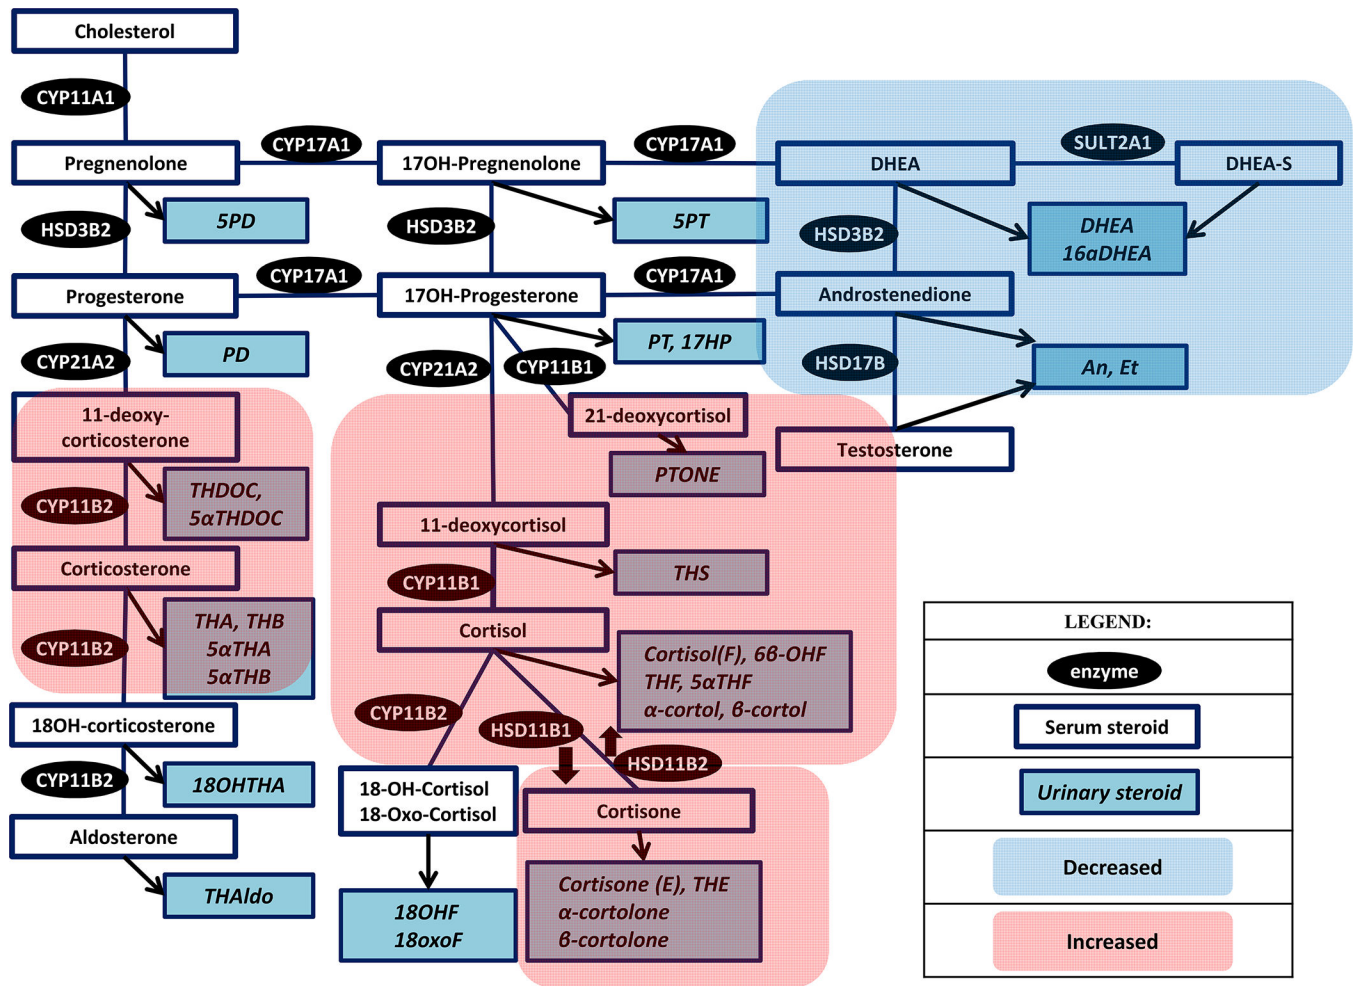 Cholesterol
CYP11A1
CYP17A1
CYP17A1
SULT2A1
Pregnenolone
17OH-Pregnenolone
DHEA
DHEA-S
5PD
5PT
DHEA
16aDHEA
HSD3B2
HSD3B2
HSD3B2
CYP17A1
CYP17A1
Progesterone
17OH-Progesterone
Androstenedione
PD
PT, 17HP
An, Et
CYP21A2
CYP21A2
CYP11B1
HSD17B
11-deoxy-
corticosterone
21-deoxycortisol
Testosterone
THDOC,
5αTHDOC
PTONE
CYP11B2
11-deoxycortisol
Corticosterone
THS
CYP11B1
THA, THB
5αTHA
5αTHB
CYP11B2
Cortisol
Cortisol(F), 6β-OHF
THF, 5αTHF
α-cortol, β-cortol
CYP11B2
HSD11B1
HSD11B2
18OH-corticosterone
CYP11B2
18OHTHA
18-OH-Cortisol
18-Oxo-Cortisol
Cortisone
Aldosterone
THAldo
18OHF
18oxoF
Cortisone (E), THE
α-cortolone
β-cortolone
LEGEND:
enzyme
Serum steroid
Urinary steroid
Decreased
Increased